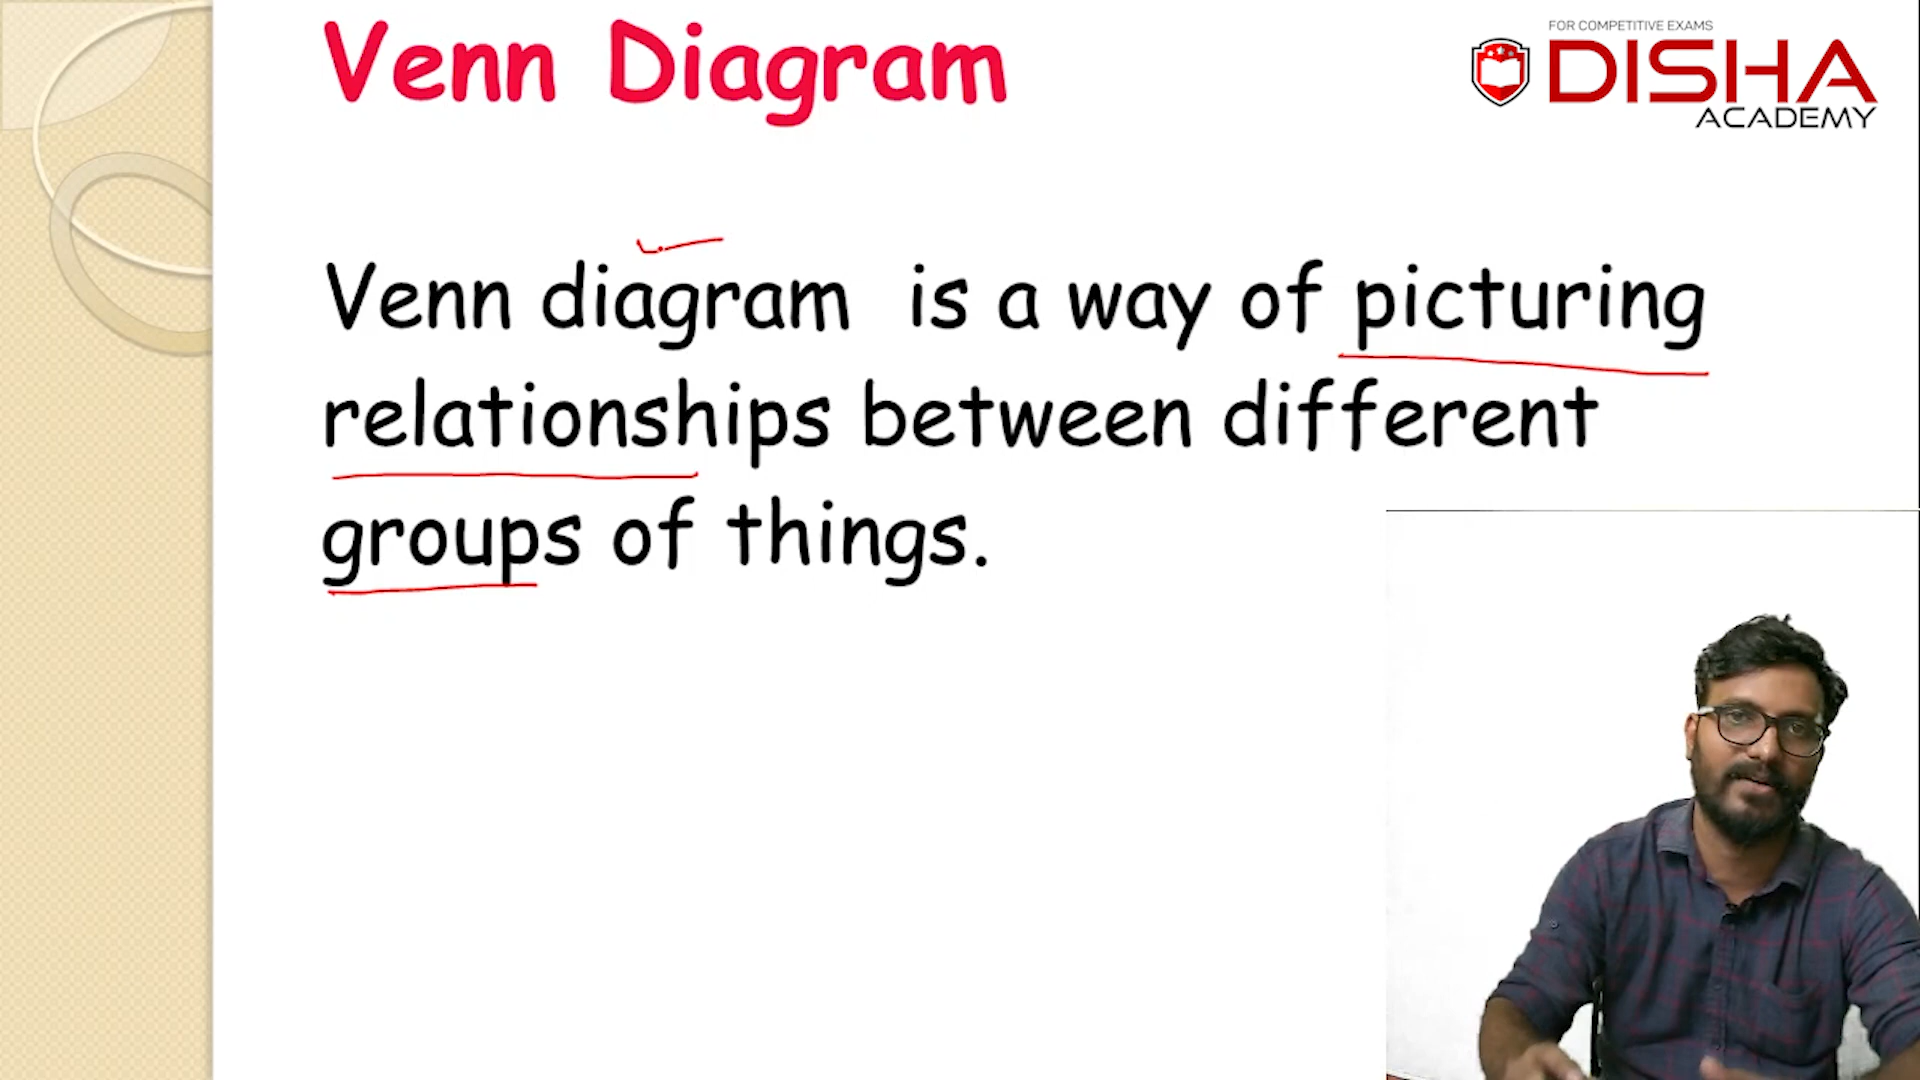 Venn Diagram
FOR COMPETITIVE EXAMS
DISHA
ACADEMY
Venn diagram is a way of picturing
relationships between different
groups of things.